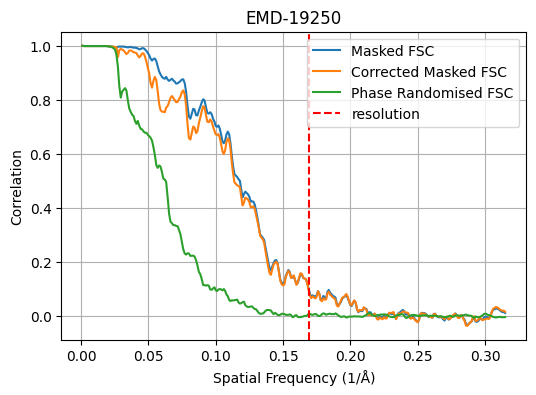 EMD-19250
Masked FSC
Corrected Masked FSC
Phase Randomised FSC
resolution
Correlation
1.0
0.8
0.6
0.4
0.2
0.0
0.00 0.05 0.10 0.15 0.20 0.25 0.30
Spatial Frequency (1/Å)